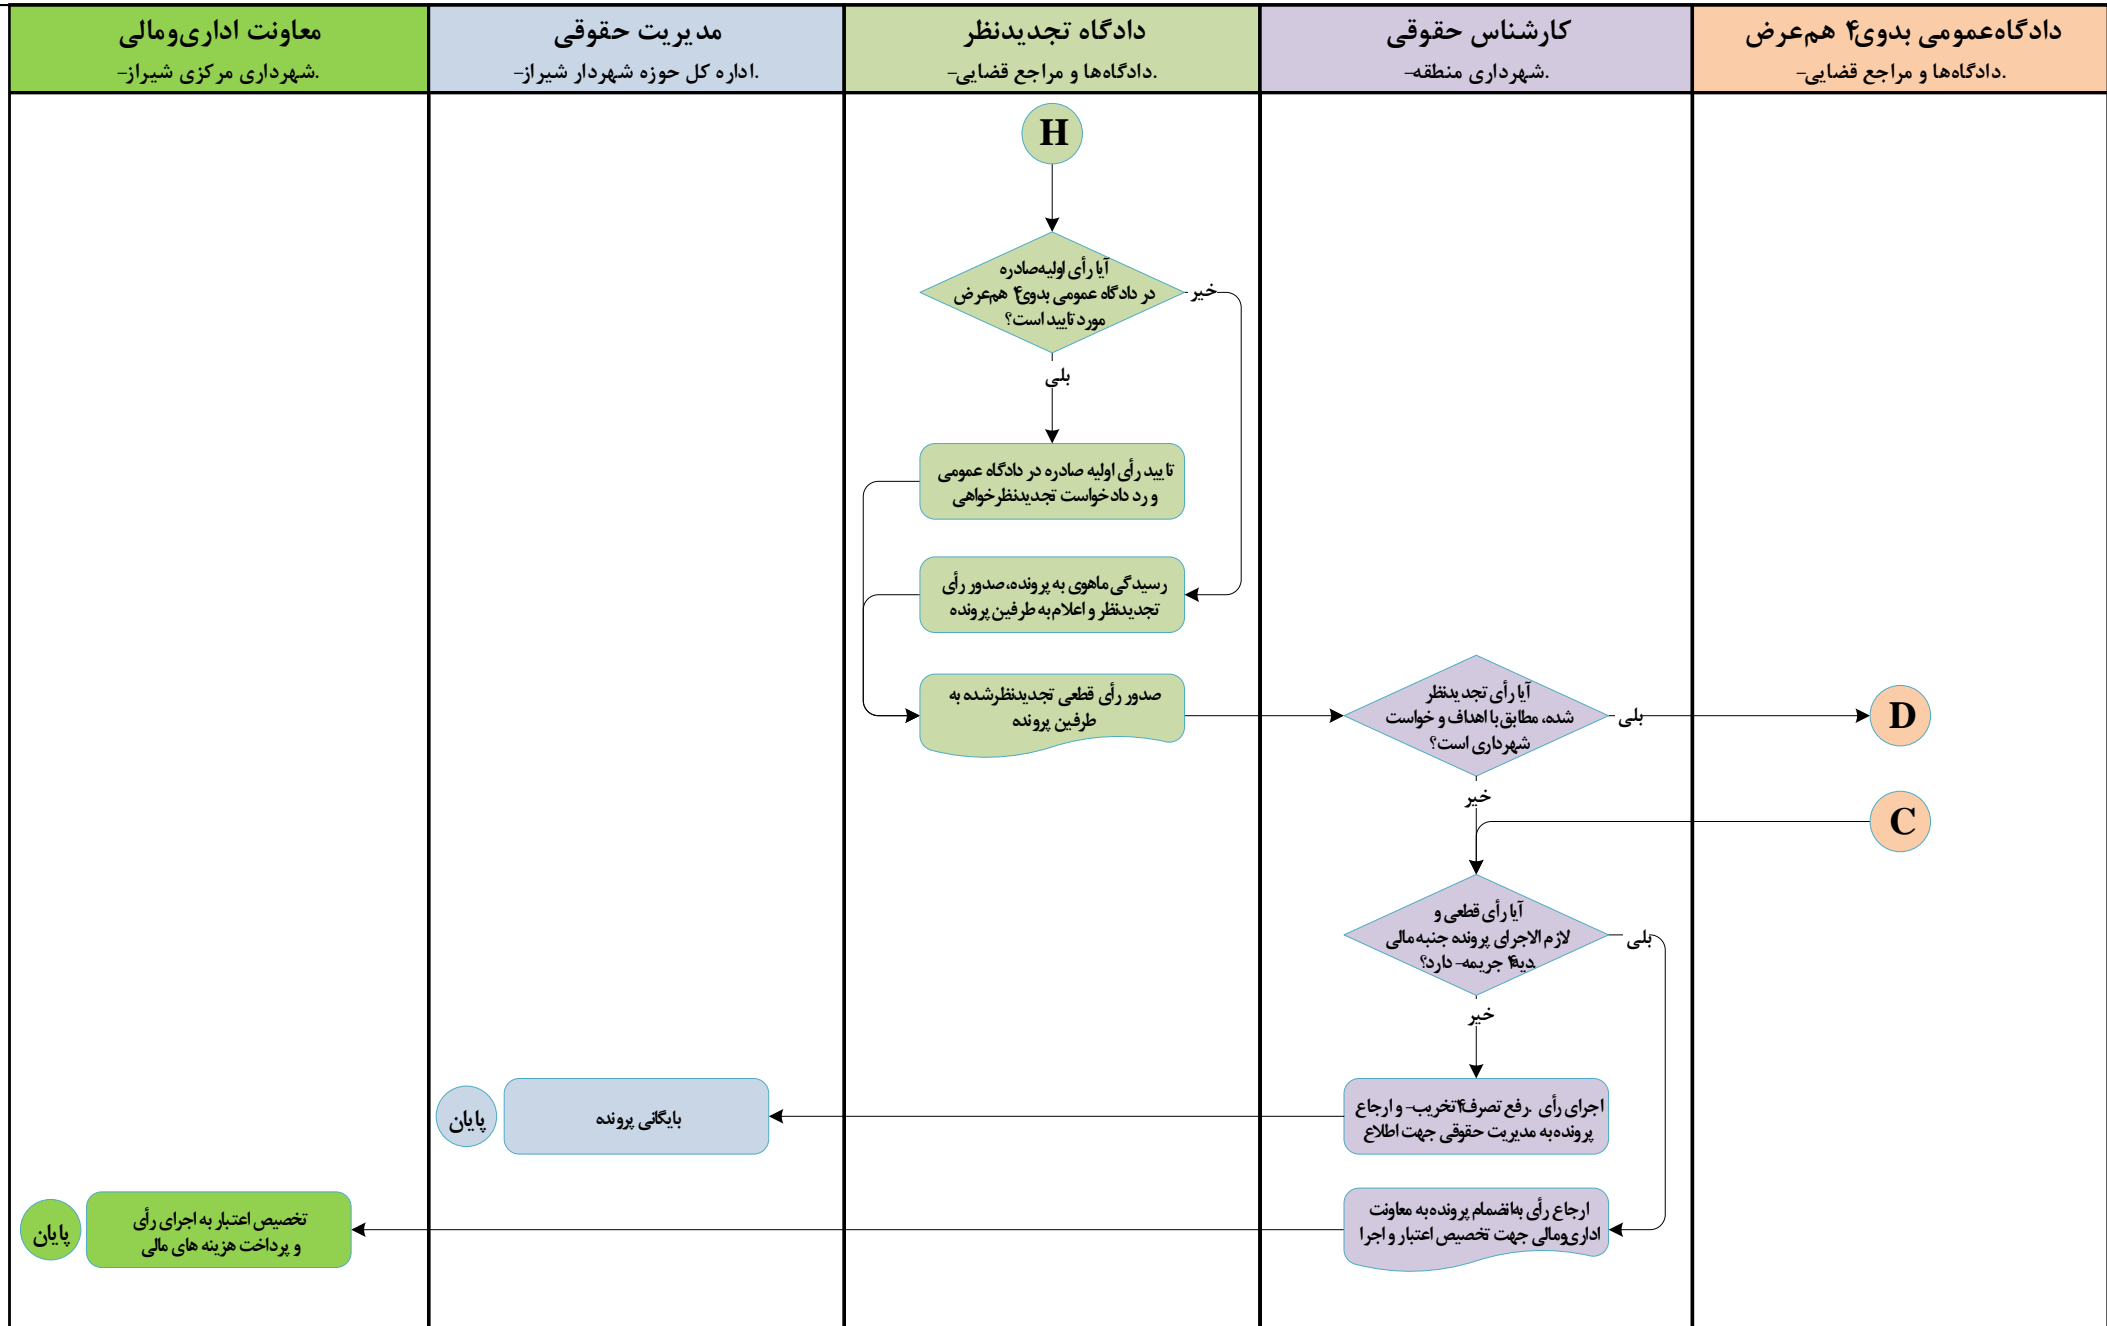 دادگاه‌عمومی بدوی؟ هم‌عرض
.دادگاه‌ها و مراجع قضایی-
کارشناس حقوقی
.شهرداری منطقه-
دادگاه تجدیدنظر
.دادگاه‌ها و مراجع قضایی-
مدیریت حقوقی
.اداره کل حوزه شهردار شیراز-
معاونت اداری‌ومالی
.شهرداری مرکزی شیراز-
H
آیا رأی اولیه‌صادره
در دادگاه عمومی بدوی؟ هم‌عرض
مورد تایید است؟
خیر
بلی
تایید رأی اولیه صادره در دادگاه عمومی
و رد دادخواست تجدیدنظرخواهی
رسیدگی ماهوی به پرونده، صدور رأی
تجدیدنظر و اعلام به طرفین پرونده
صدور رأی قطعی تجدیدنظرشده به
طرفین پرونده
آیا رأی تجدیدنظر
شده، مطابق با اهداف و خواست
شهرداری است؟
بلی
D
خیر
C
آیا رأی قطعی و
لازم الاجرای پرونده جنبه مالی
.دیه؟ جریمه- دارد؟
بلی
خیر
اجرای رأی .رفع تصرف؟تخریب- و ارجاع
پرونده به مدیریت حقوقی جهت اطلاع
بایگانی پرونده
پایان
ارجاع رأی به‌انضمام پرونده به معاونت
اداری‌ومالی جهت تخصیص اعتبار و اجرا
تخصیص اعتبار به اجرای رأی
و پرداخت هزینه های مالی
پایان